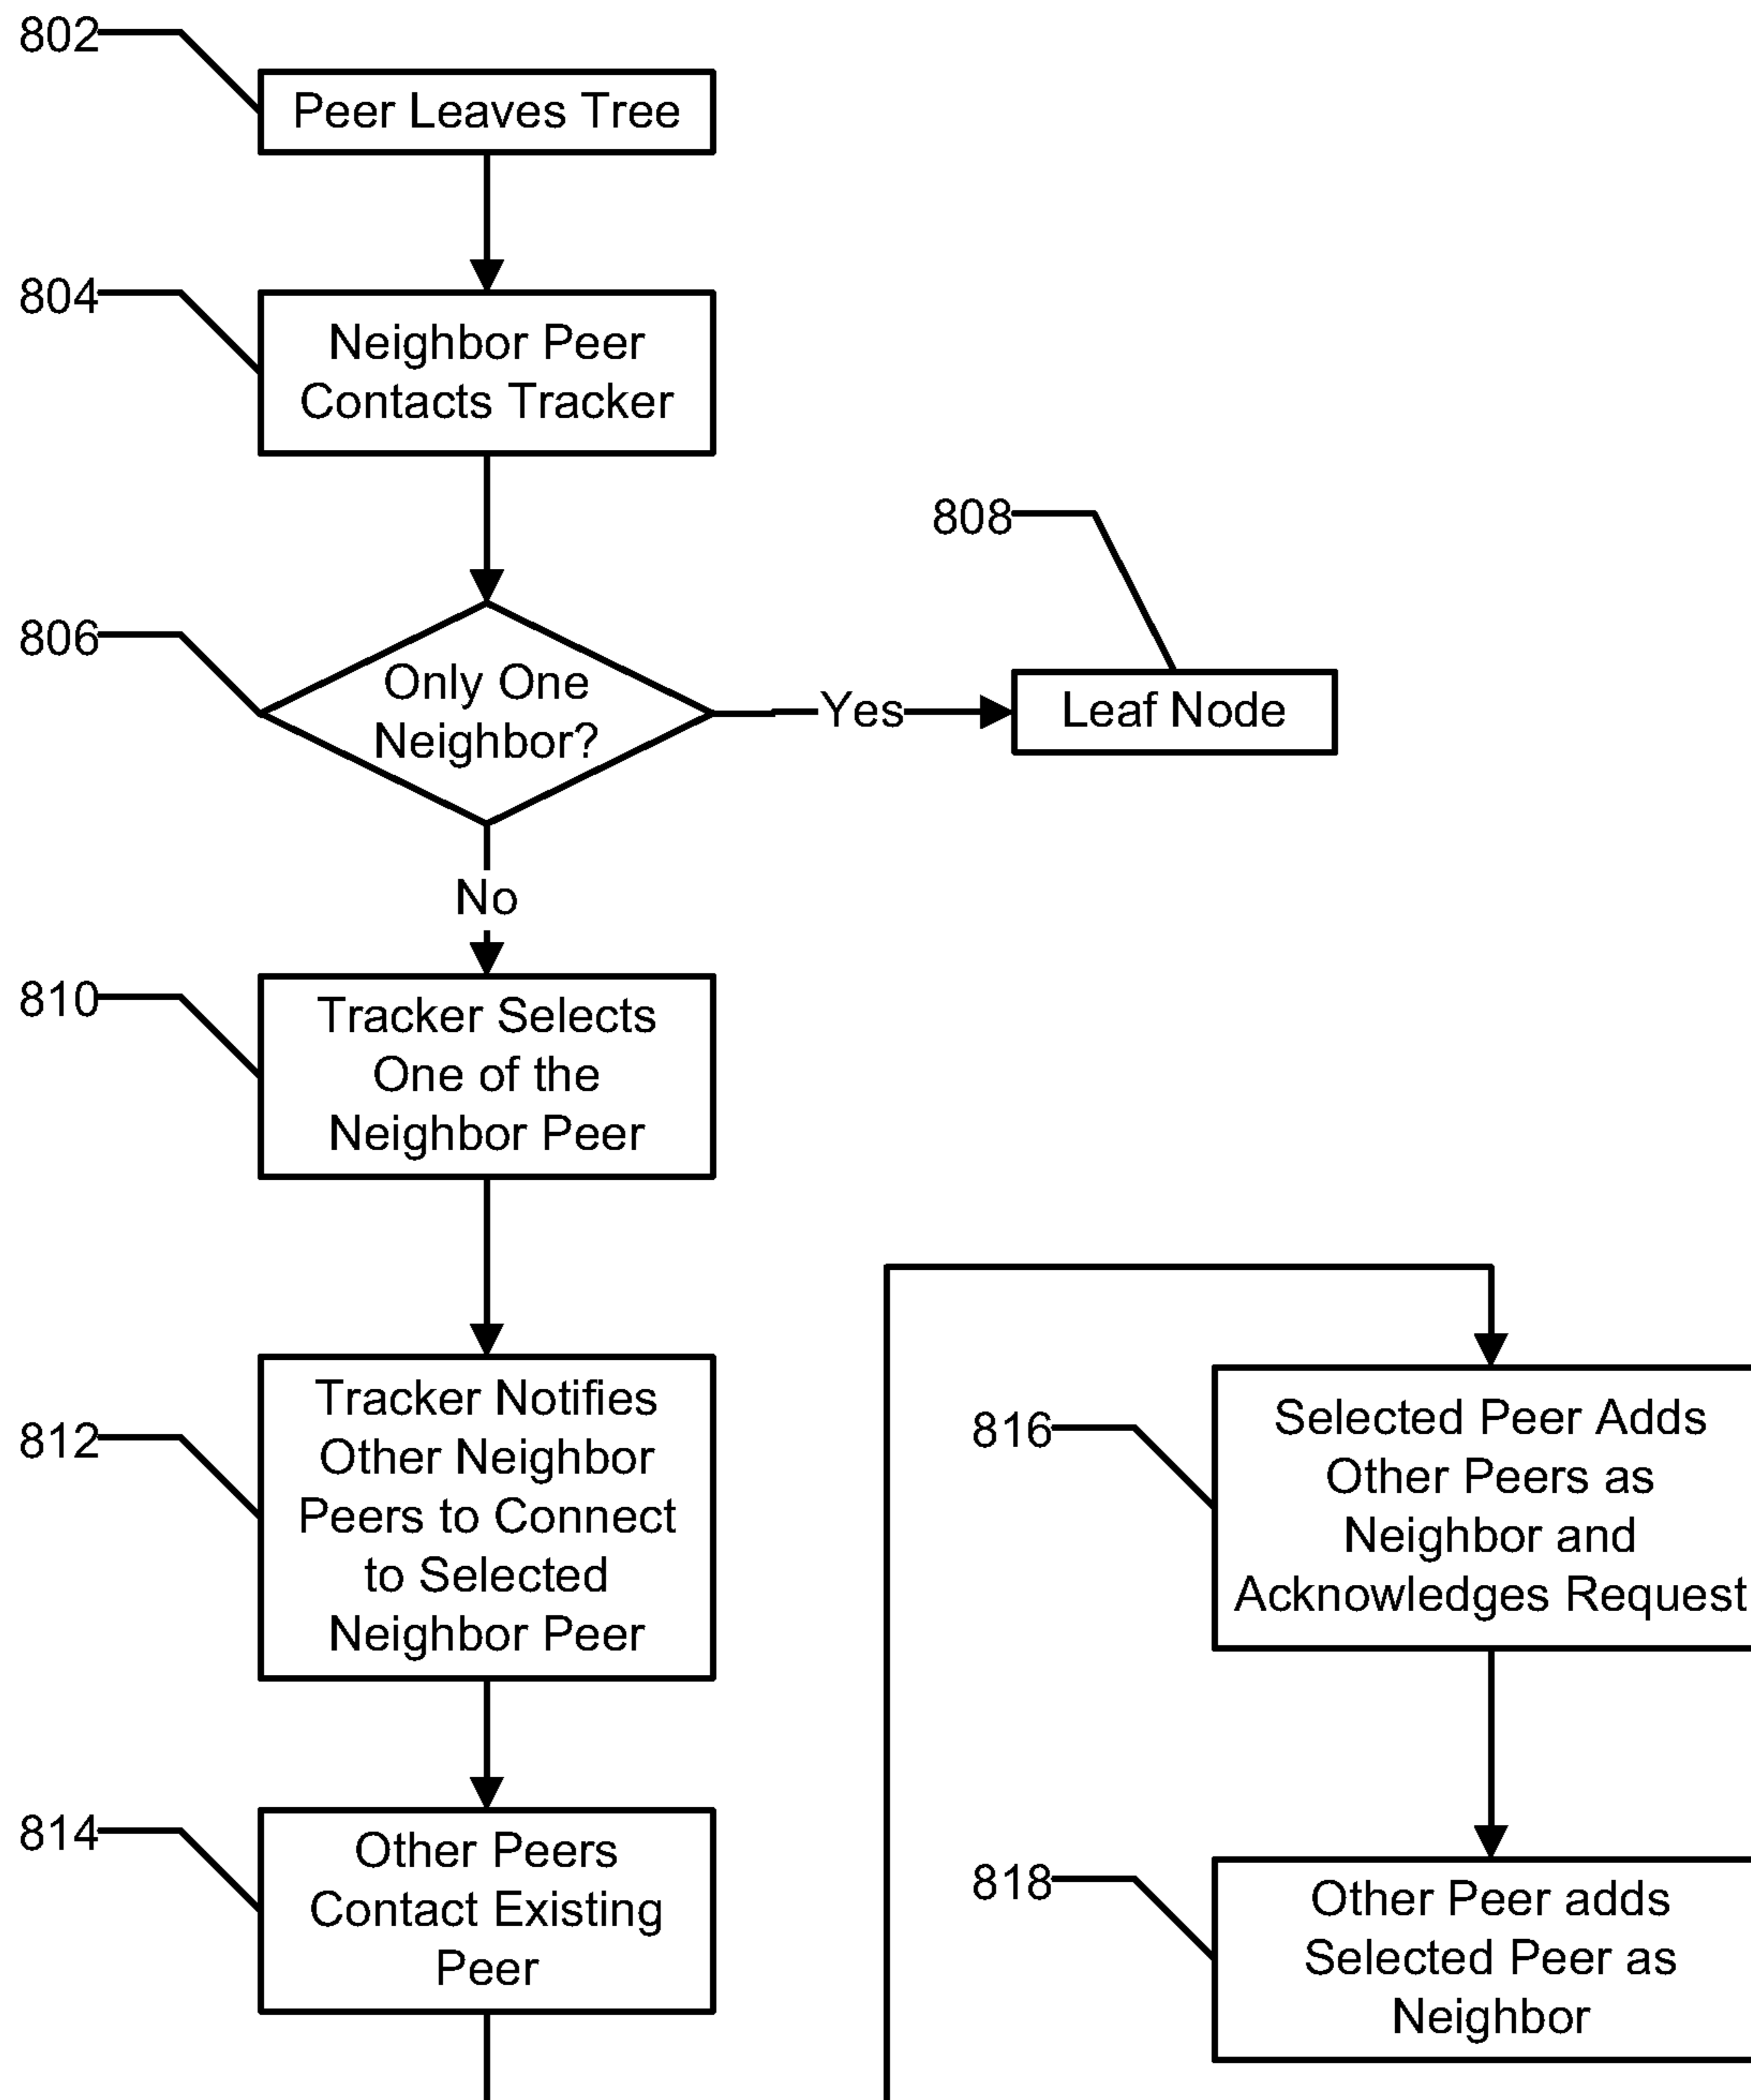 802
Peer Leaves Tree
804
Neighbor Peer
Contacts Tracker
806
Only One
Neighbor?
Yes
808
Leaf Node
No
810
Tracker Selects
One of the
Neighbor Peer
812
Tracker Notifies
Other Neighbor
Peers to Connect
to Selected
Neighbor Peer
814
Other Peers
Contact Existing
Peer
816
Selected Peer Adds
Other Peers as
Neighbor and
Acknowledges Request
818
Other Peer adds
Selected Peer as
Neighbor